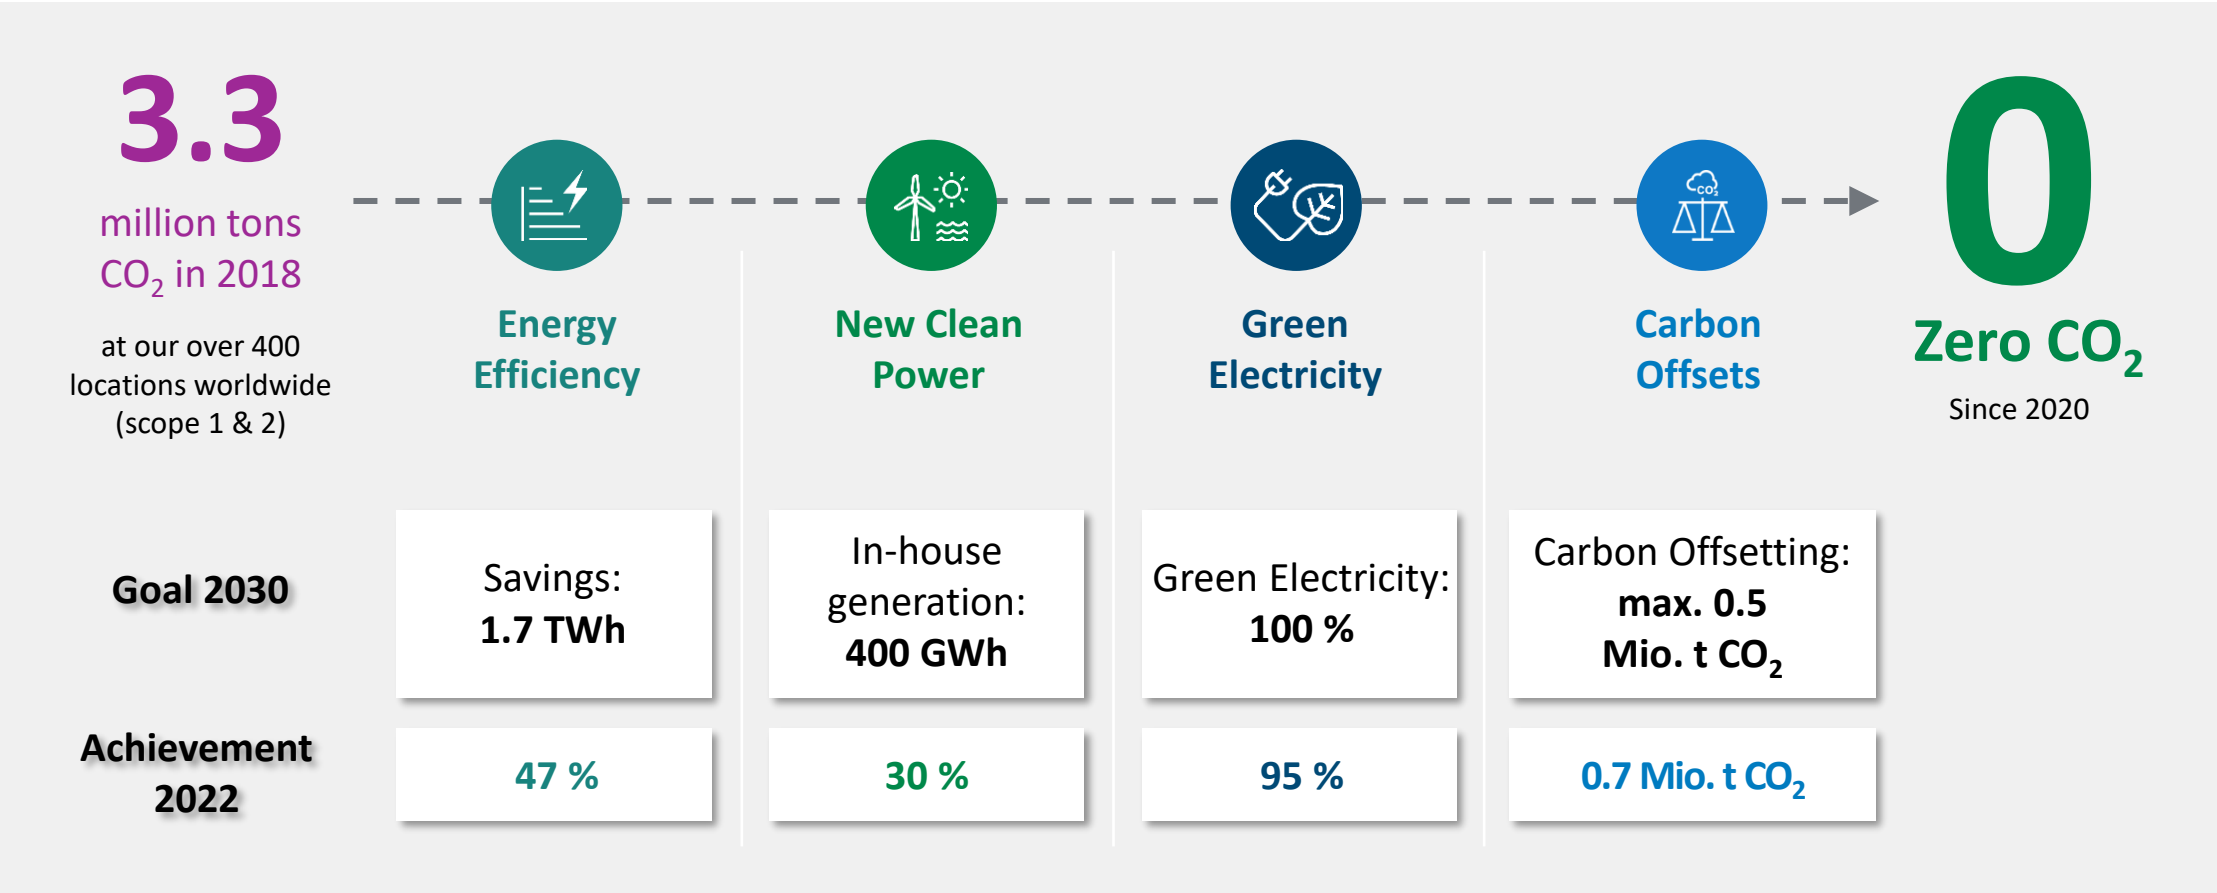 3.3
million tons
CO₂ in 2018
at our over 400
locations worldwide
(scope 1 & 2)
Energy
Efficiency
New Clean
Power
Green
Electricity
CO₂
Carbon
Offsets
0
Zero CO₂
Since 2020
Goal 2030
Savings:
1.7 TWh
In-house
generation:
400 GWh
Green Electricity:
100 %
Carbon Offsetting:
max. 0.5
Mio. t CO₂
Achievement
2022
47 %
30 %
95 %
0.7 Mio. t CO₂